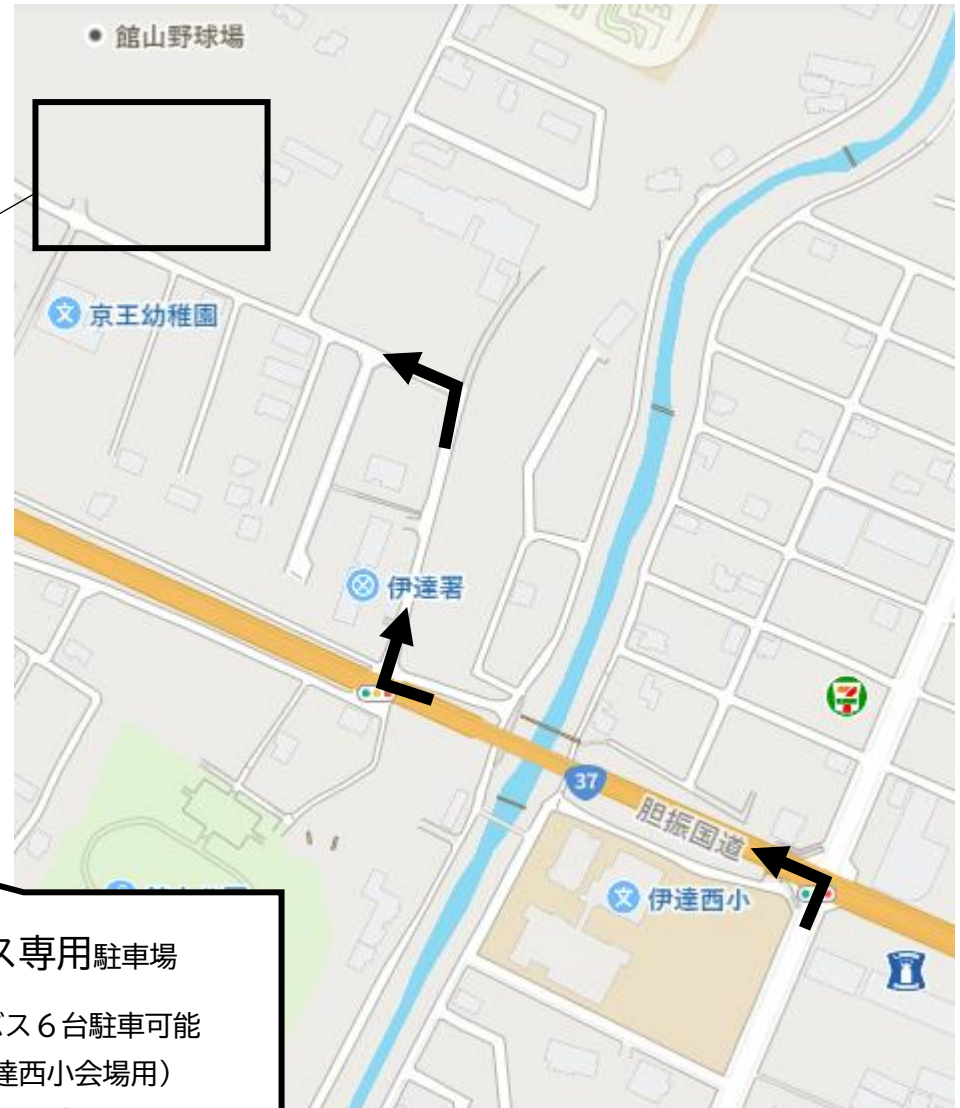 館山野球場
京王幼稚園
伊達署
37
胆振国道
伊達西小
ス専用駐車場
バス６台駐車可能
達西小会場用）